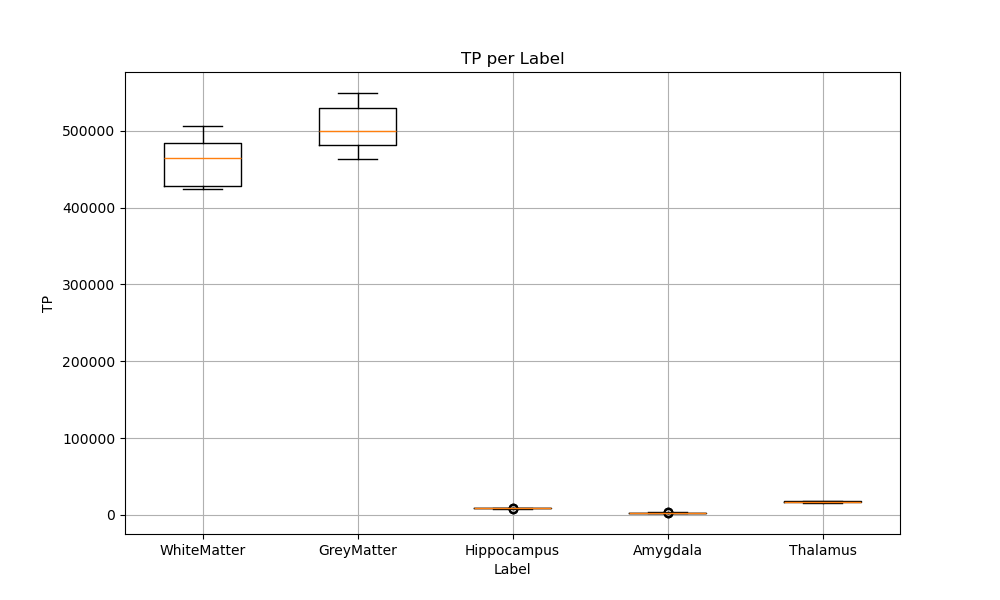 TP per Label
500000
400000
300000
200000
100000
0
TP
WhiteMatter GreyMatter Hippocampus Amygdala Thalamus
Label